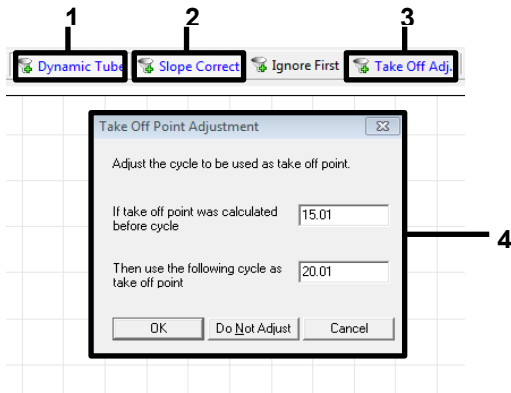 1 2 3
Dynamic Tube Slope Correct Ignore First Take Off Adj.
Take Off Point Adjustment
Adjust the cycle to be used as take off point.
If take off point was calculated
before cycle
15.01
4
Then use the following cycle as
take off point
20.01
OK Do Not Adjust Cancel